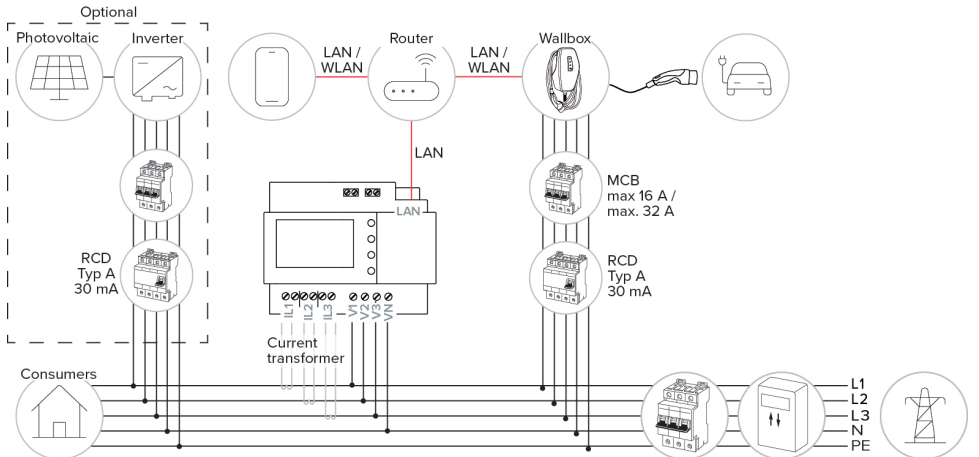 Optional
Photovoltaic
Inverter
LAN /
WLAN
Router
LAN /
WLAN
Wallbox
LAN
LAN
MCB
max 16 A /
max. 32 A
RCD
Typ A
30 mA
RCD
Typ A
30 mA
IL1
IL2
IL3
V1
V2
V3
VN
Current
transformer
Consumers
L1
L2
L3
N
PE